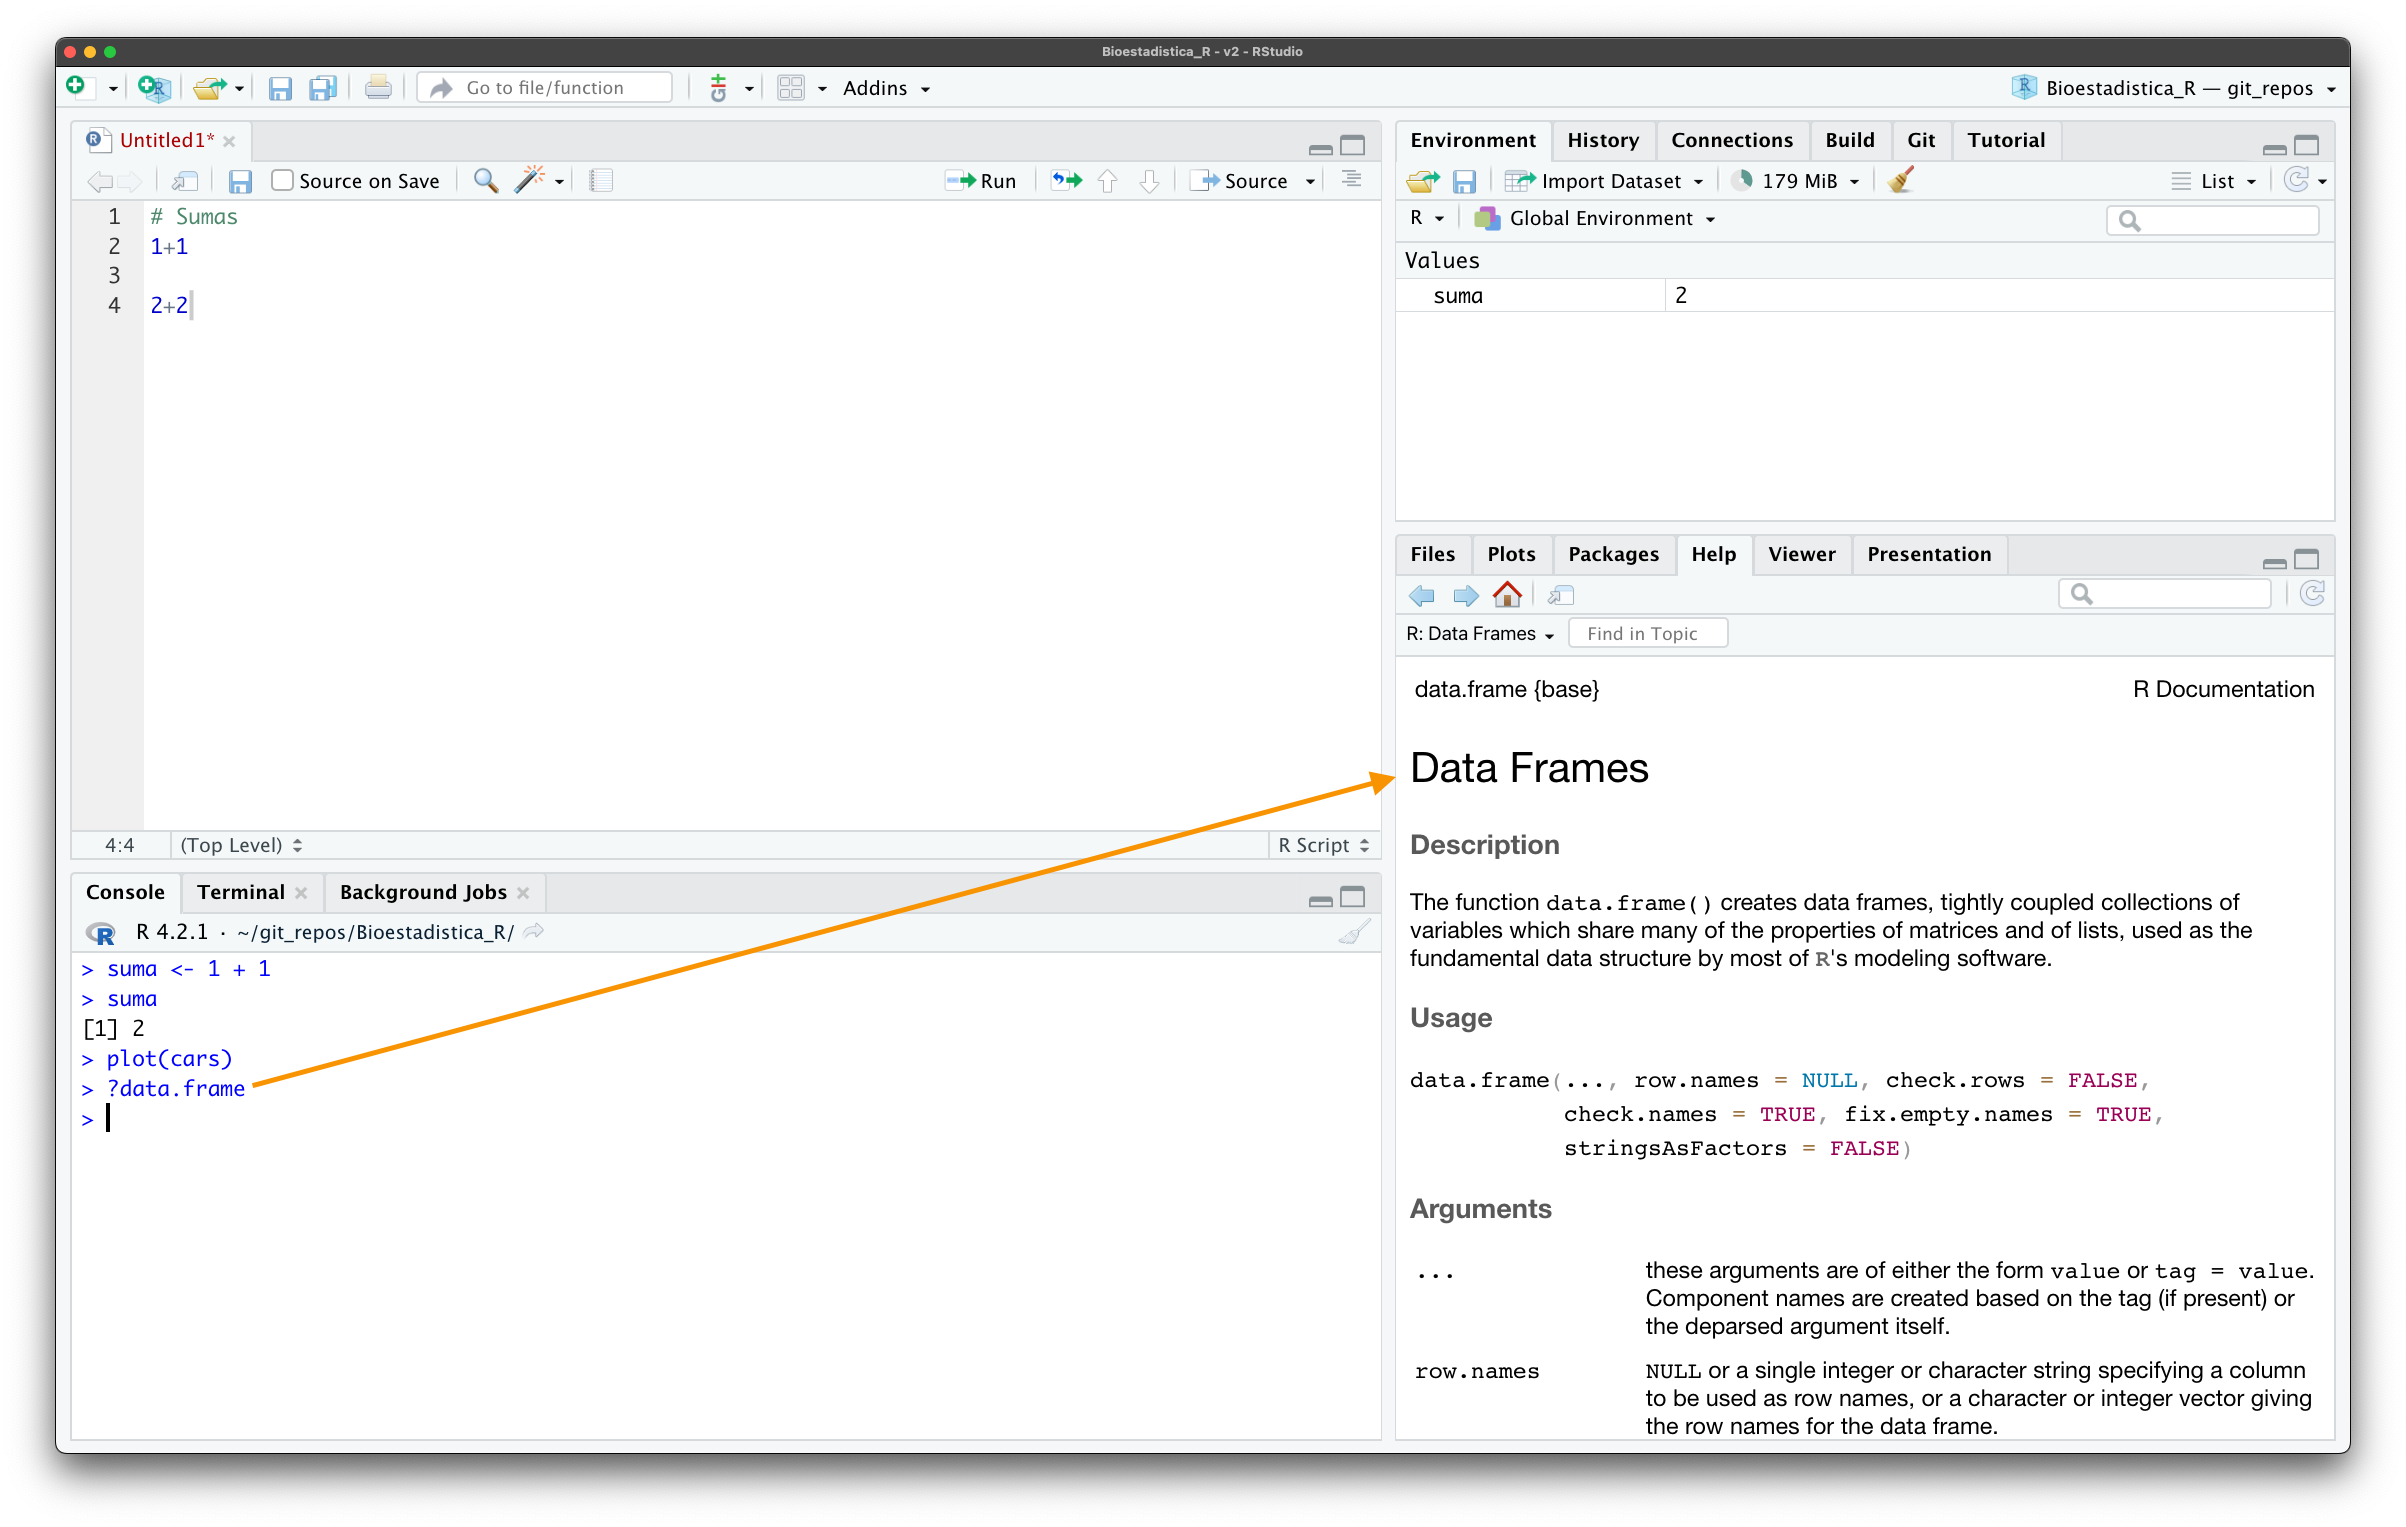 Bioestadistica_R - v2 - RStudio
Go to file/function
Git
Addins
Bioestadistica_R — git_repos
Untitled1*
Source on Save
Run
Source
1 # Sumas
2 1+1
3
4 2+2
4:4 (Top Level) R Script
Console Terminal Background Jobs
R 4.2.1 · ~/git_repos/Bioestadistica_R/
> suma <- 1 + 1
> suma
[1] 2
> plot(cars)
> ?data.frame
>
Environment History Connections Build Git Tutorial
Import Dataset 179 MiB List
R Global Environment
Values
suma 2
Files Plots Packages Help Viewer Presentation
R: Data Frames Find in Topic
data.frame {base} R Documentation
Data Frames
Description
The function data.frame() creates data frames, tightly coupled collections of
variables which share many of the properties of matrices and of lists, used as the
fundamental data structure by most of R's modeling software.
Usage
data.frame(..., row.names = NULL, check.rows = FALSE,
check.names = TRUE, fix.empty.names = TRUE,
stringsAsFactors = FALSE)
Arguments
... these arguments are of either the form value or tag = value.
Component names are created based on the tag (if present) or
the deparsed argument itself.
row.names NULL or a single integer or character string specifying a column
to be used as row names, or a character or integer vector giving
the row names for the data frame.